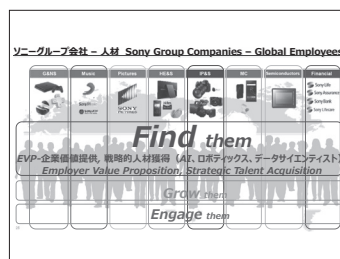 ソニーグループ会社 – 人材 Sony Group Companies – Global Employees
G&NS Music Pictures HE&S IP&S MC Semiconductors Financial
Sony Life
Sony Assurance
Sony Bank
Sony Lifecare
Find them
EVP-企業価値提供, 戦略的人材獲得 (AI、ロボティックス、データサイエンティスト)
Employer Value Proposition, Strategic Talent Acquisition
Grow them
Engage them